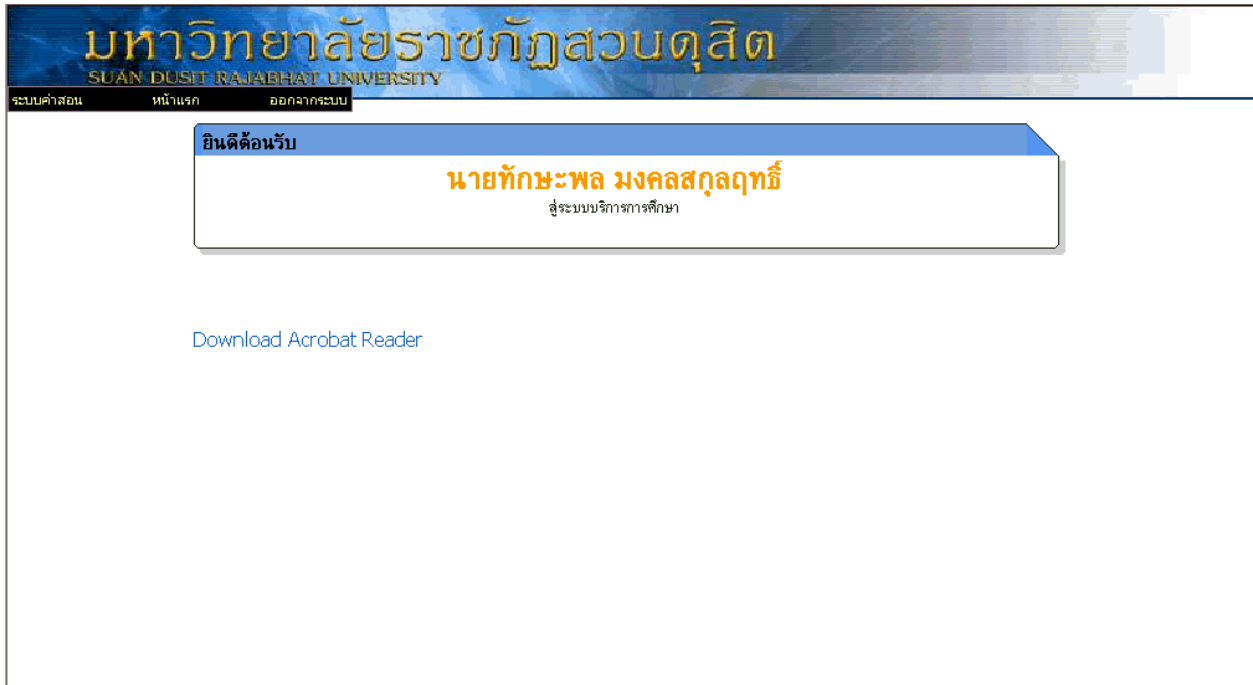 มหาวิทยาลัยราชภัฏสวนดุสิต
SUAN DUSIT RAJABHAT UNIVERSITY
ระบบค่าสอน หน้าแรก ออกจากระบบ
ยินดีต้อนรับ
นายทักษะพล มงคลสกุลฤทธิ์
สู่ระบบบริการการศึกษา
Download Acrobat Reader